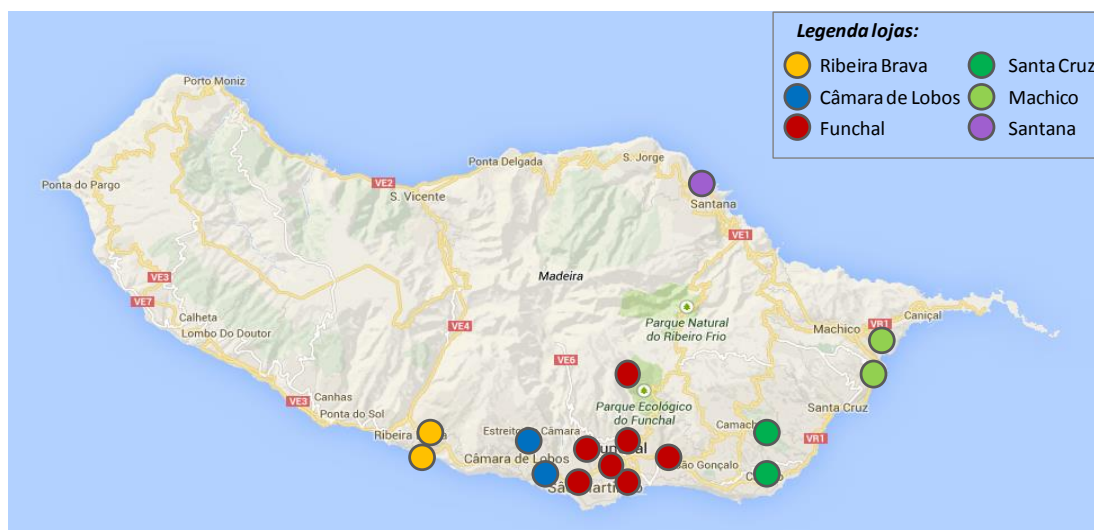 Legenda lojas:
Ribeira Brava
Câmara de Lobos
Funchal
Santa Cruz
Machico
Santana
Porto Moniz
Ponta do Pargo
VE2
S. Vicente
Ponta Delgada
S. Jorge
Santana
VE1
Madeira
VE3
VE7
Calheta
Lombo Do Doutor
VE4
Parque Natural
do Ribeiro Frio
Machico
VR1
Caniçal
VE6
VE3
Canhas
Ponta do Sol
Parque Ecológico
do Funchal
Santa Cruz
Ribeira
Câmara
VR1
Câmara de Lobos
São Gonçalo